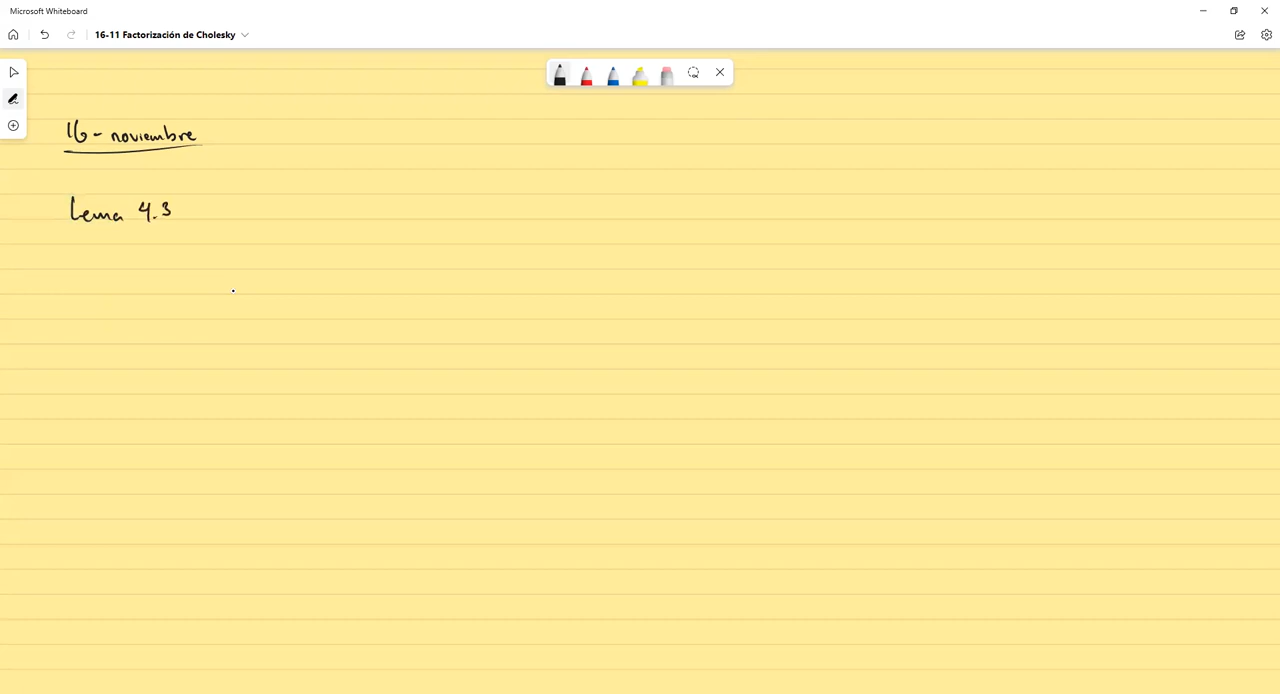 Microsoft Whiteboard
16-11 Factorización de Cholesky
16 - noviembre
Lema 4.3